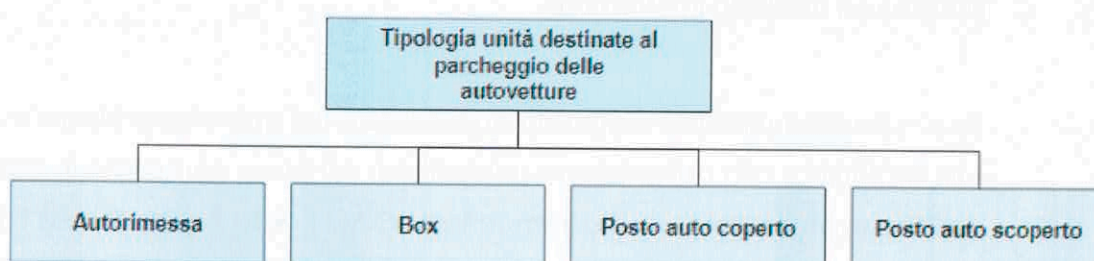 Tipologia unitá destinate al
parcheggio delle
autovetture
Autorimessa
Box
Posto auto coperto
Posto auto scoperto